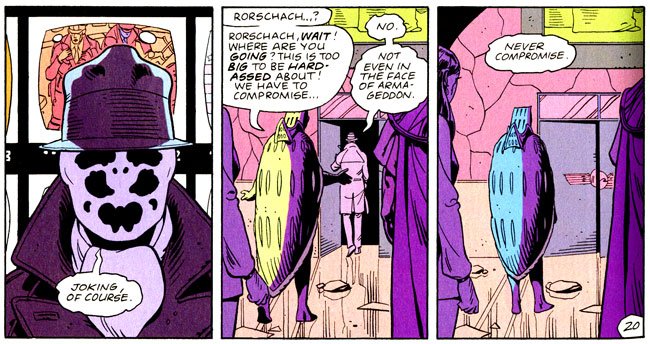 JOKING,
OF COURSE.
RORSCHACH...?
RORSCHACH, WAIT!
WHERE ARE YOU
GOING? THIS IS TOO
BIG TO BE HARD-
ASSED ABOUT!
WE HAVE TO
COMPROMISE...
NO.
NOT
EVEN IN
THE FACE
OF ARMA-
GEDDON.
NEVER
COMPROMISE.
20